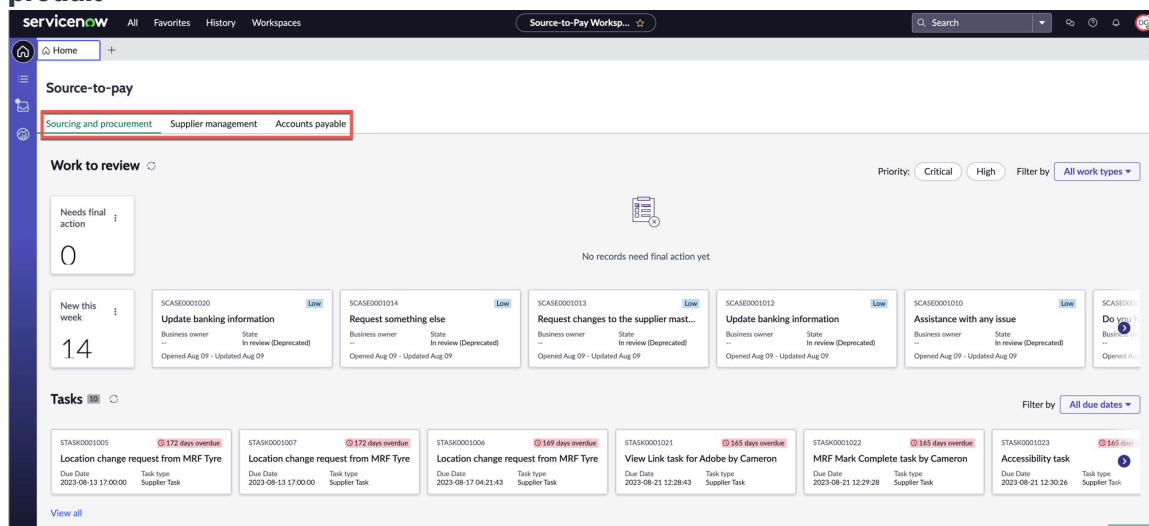 produit
servicenow All Favorites History Workspaces Source-to-Pay Worksp... Search DG
Home +
Source-to-pay
Sourcing and procurement Supplier management Accounts payable
Work to review
Priority: Critical High Filter by All work types
Needs final action
0
No records need final action yet
New this week
14
SCASE0001020 Low
Update banking information
Business owner State
-- In review (Deprecated)
Opened Aug 09 - Updated Aug 09
SCASE0001014 Low
Request something else
Business owner State
-- In review (Deprecated)
Opened Aug 09 - Updated Aug 09
SCASE0001013 Low
Request changes to the supplier mast...
Business owner State
-- In review (Deprecated)
Opened Aug 09 - Updated Aug 09
SCASE0001012 Low
Update banking information
Business owner State
-- In review (Deprecated)
Opened Aug 09 - Updated Aug 09
SCASE0001010 Low
Assistance with any issue
Business owner State
-- In review (Deprecated)
Opened Aug 09 - Updated Aug 09
Do you
--
Opened
Tasks 10
Filter by All due dates
STASK0001005 172 days overdue
Location change request from MRF Tyre
Due Date Task type
2023-08-13 17:00:00 Supplier Task
STASK0001007 172 days overdue
Location change request from MRF Tyre
Due Date Task type
2023-08-13 17:00:00 Supplier Task
STASK0001006 169 days overdue
Location change request from MRF Tyre
Due Date Task type
2023-08-17 04:21:43 Supplier Task
STASK0001021 165 days overdue
View Link task for Adobe by Cameron
Due Date Task type
2023-08-21 12:28:43 Supplier Task
STASK0001022 165 days overdue
MRF Mark Complete task by Cameron
Due Date Task type
2023-08-21 12:29:28 Supplier Task
STASK0001023 165 days
Accessibility task
Due Date Task type
2023-08-21 12:30:26 Supplier Task
View all